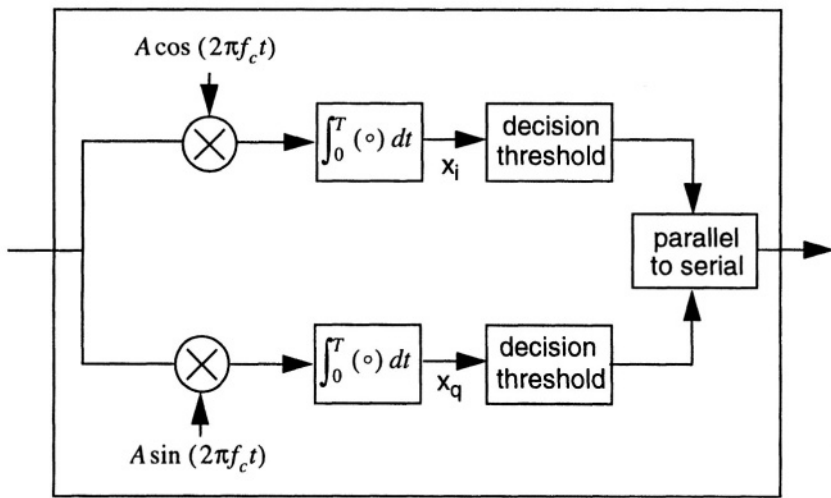 A cos (2πf_c t)
∫_0^T (∘) dt
x_i
decision
threshold
parallel
to serial
∫_0^T (∘) dt
x_q
decision
threshold
A sin (2πf_c t)